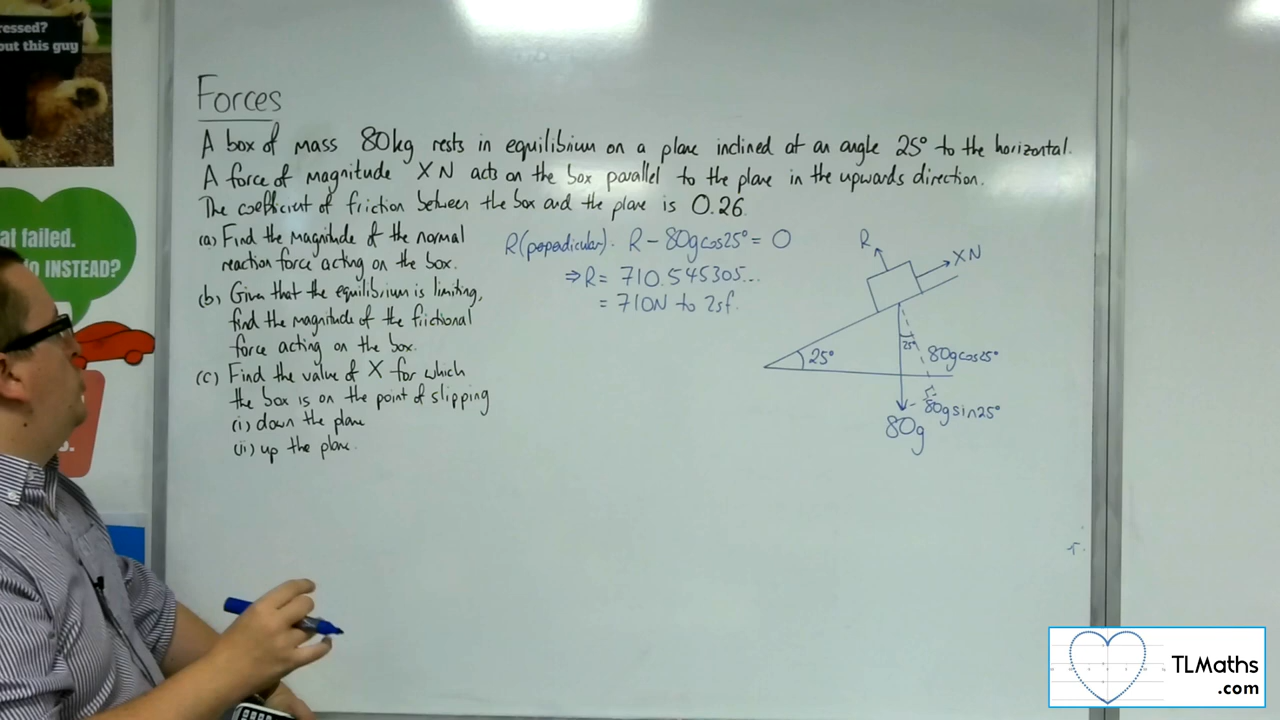 ressed?
out this guy
at failed.
o INSTEAD?
s.
Forces
A box of mass 80kg rests in equilibrium on a plane inclined at an angle 25° to the horizontal.
A force of magnitude X N acts on the box parallel to the plane in the upwards direction.
The coefficient of friction between the box and the plane is 0.26.
(a) Find the magnitude of the normal
reaction force acting on the box.
(b) Given that the equilibrium is limiting,
find the magnitude of the frictional
force acting on the box.
(c) Find the value of X for which
the box is on the point of slipping
(i) down the plane
(ii) up the plane.
R(perpendicular): R - 80gcos25° = 0
⇒ R = 710.545305...
= 710N to 2sf.
R
XN
25°
25°
80gcos25°
80gsin25°
80g
TLMaths
.com